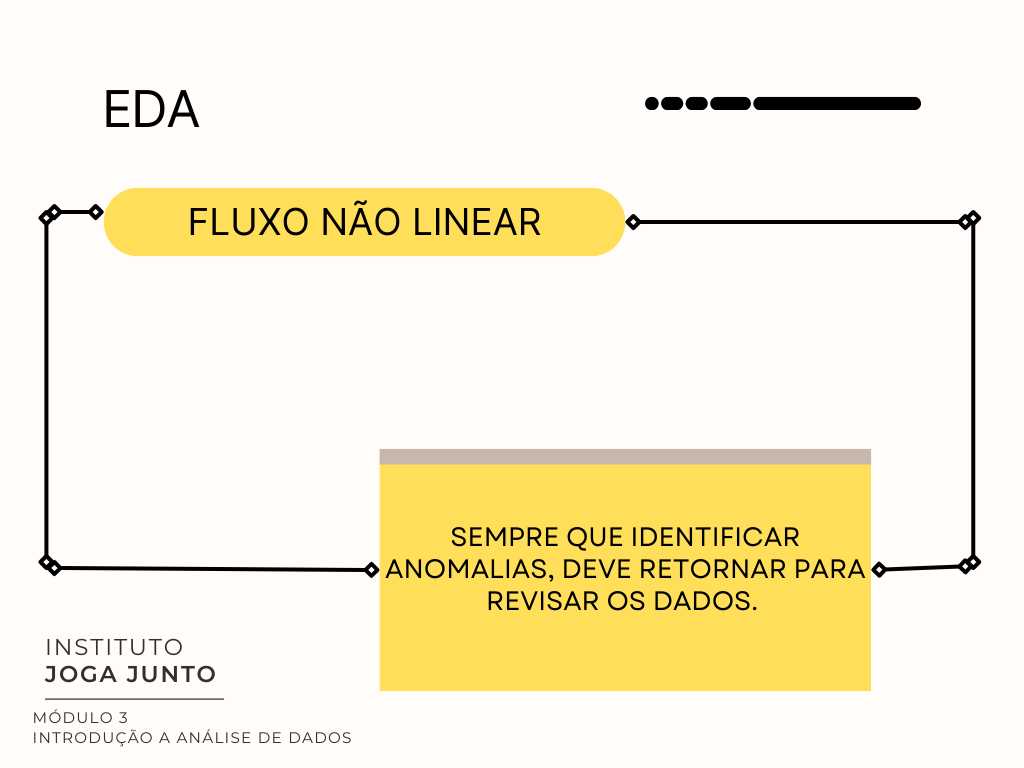 EDA
FLUXO NÃO LINEAR
SEMPRE QUE IDENTIFICAR
ANOMALIAS, DEVE RETORNAR PARA
REVISAR OS DADOS.
INSTITUTO
JOGA JUNTO
MÓDULO 3
INTRODUÇÃO A ANÁLISE DE DADOS